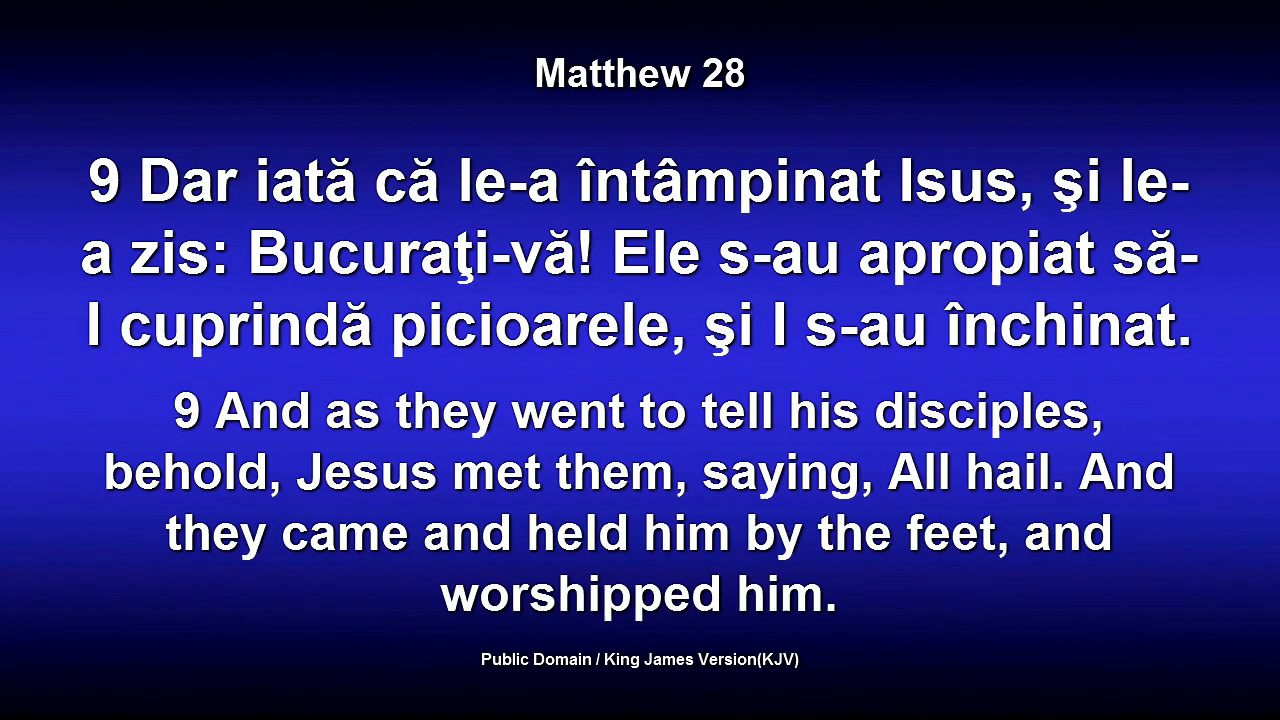 Matthew 28
9 Dar iată că le-a întâmpinat Isus, şi le-
a zis: Bucuraţi-vă! Ele s-au apropiat să-
I cuprindă picioarele, şi I s-au închinat.
9 And as they went to tell his disciples,
behold, Jesus met them, saying, All hail. And
they came and held him by the feet, and
worshipped him.
Public Domain / King James Version(KJV)